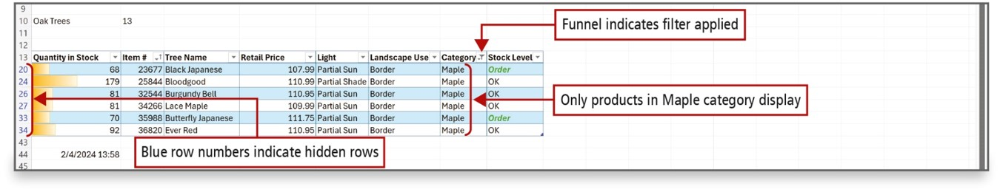 9
10 Oak Trees 13
Funnel indicates filter applied
11
12
13 Quantity in Stock Item # Tree Name Retail Price Light Landscape Use Category Stock Level
20 68 23677 Black Japanese 107.99 Partial Sun Border Maple Order
24 179 25844 Bloodgood 110.99 Partial Shade Border Maple OK
26 81 32544 Burgundy Bell 110.95 Partial Sun Border Maple OK
Only products in Maple category display
27 81 34266 Lace Maple 109.99 Partial Sun Border Maple OK
33 70 35988 Butterfly Japanese 111.75 Partial Sun Border Maple Order
34 92 36820 Ever Red 110.95 Partial Sun Border Maple OK
43
44 2/4/2024 13:58
Blue row numbers indicate hidden rows
45